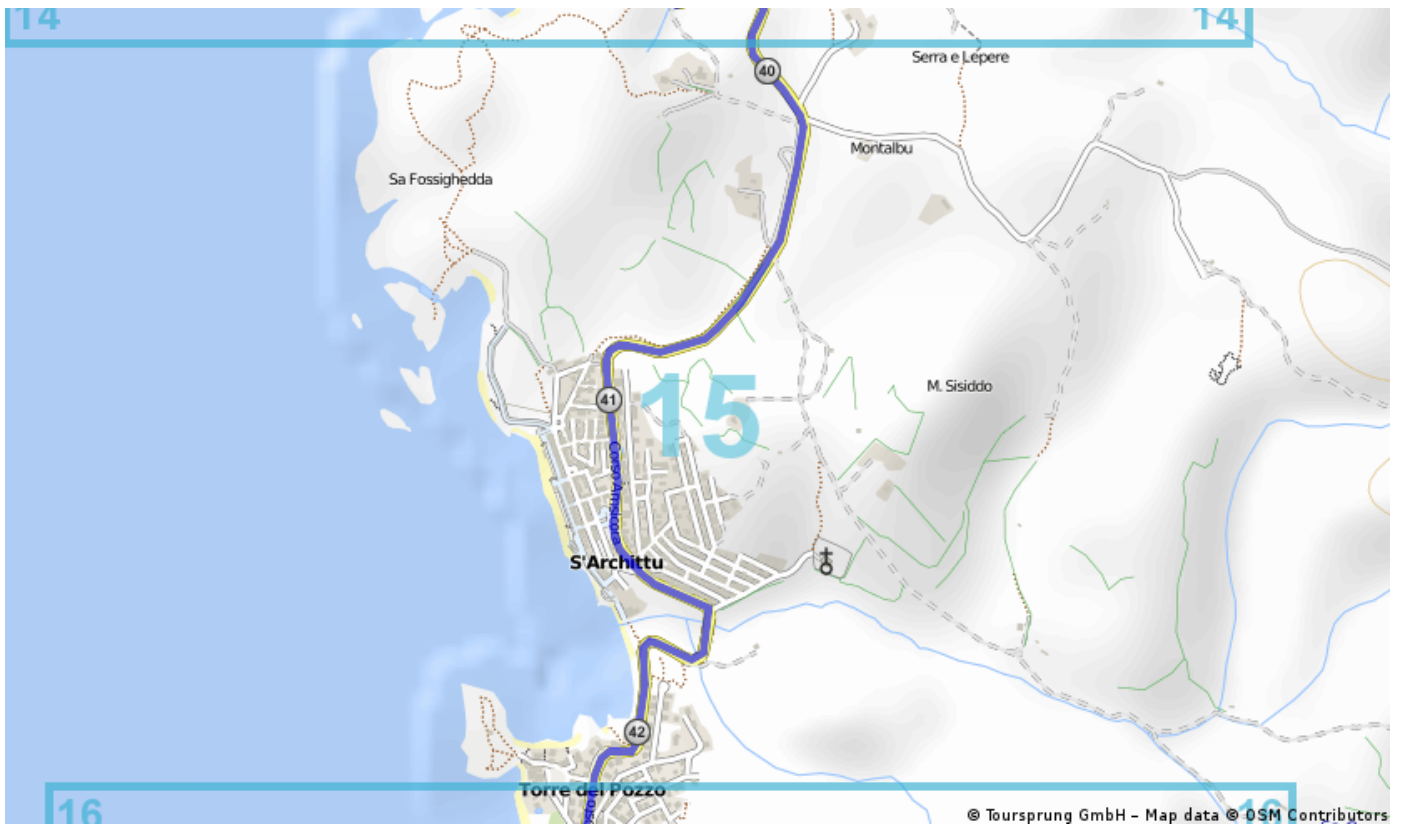 14
14
40
Serra e Lepere
Montalbu
Sa Fossighedda
M. Sisiddo
41
15
Corso Amsicora
S'Archittu
42
Torre del Pozzo
16
16
© Toursprung GmbH – Map data © OSM Contributors